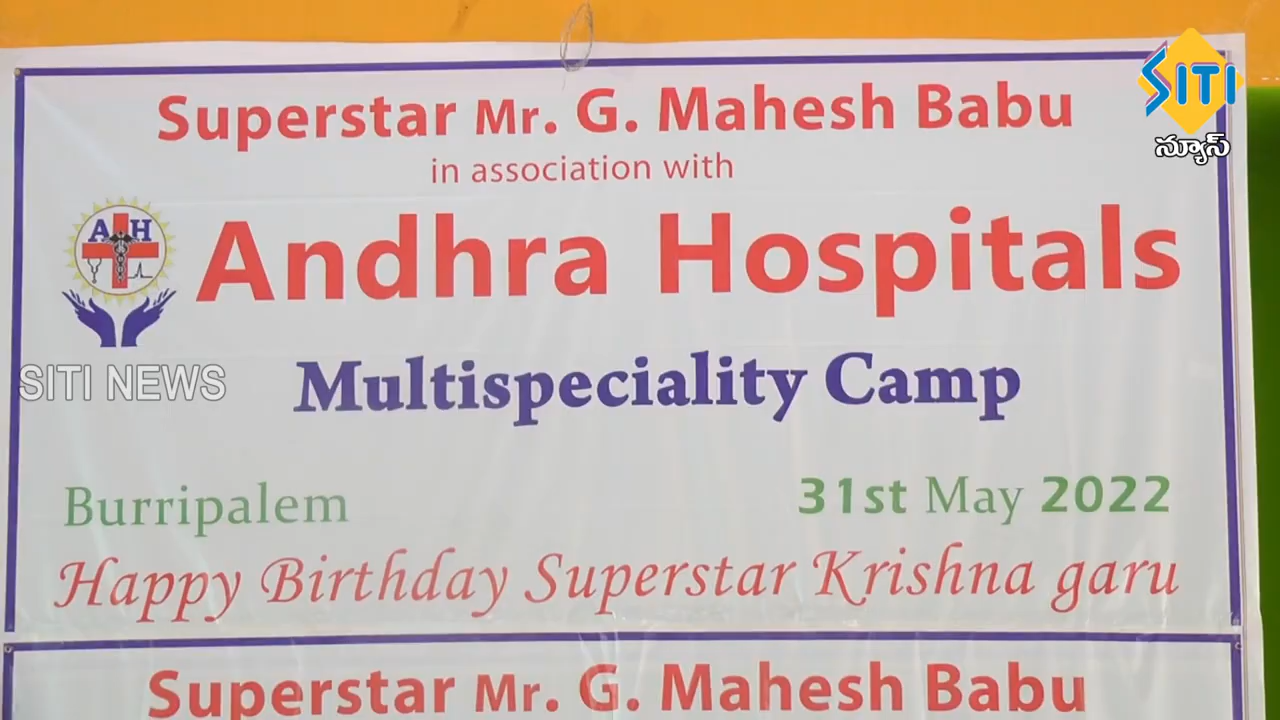 SITI
న్యూస్
Superstar Mr. G. Mahesh Babu
in association with
A H
Andhra Hospitals
SITI NEWS
Multispeciality Camp
Burripalem
31st May 2022
Happy Birthday Superstar Krishna garu
Superstar Mr. G. Mahesh Babu